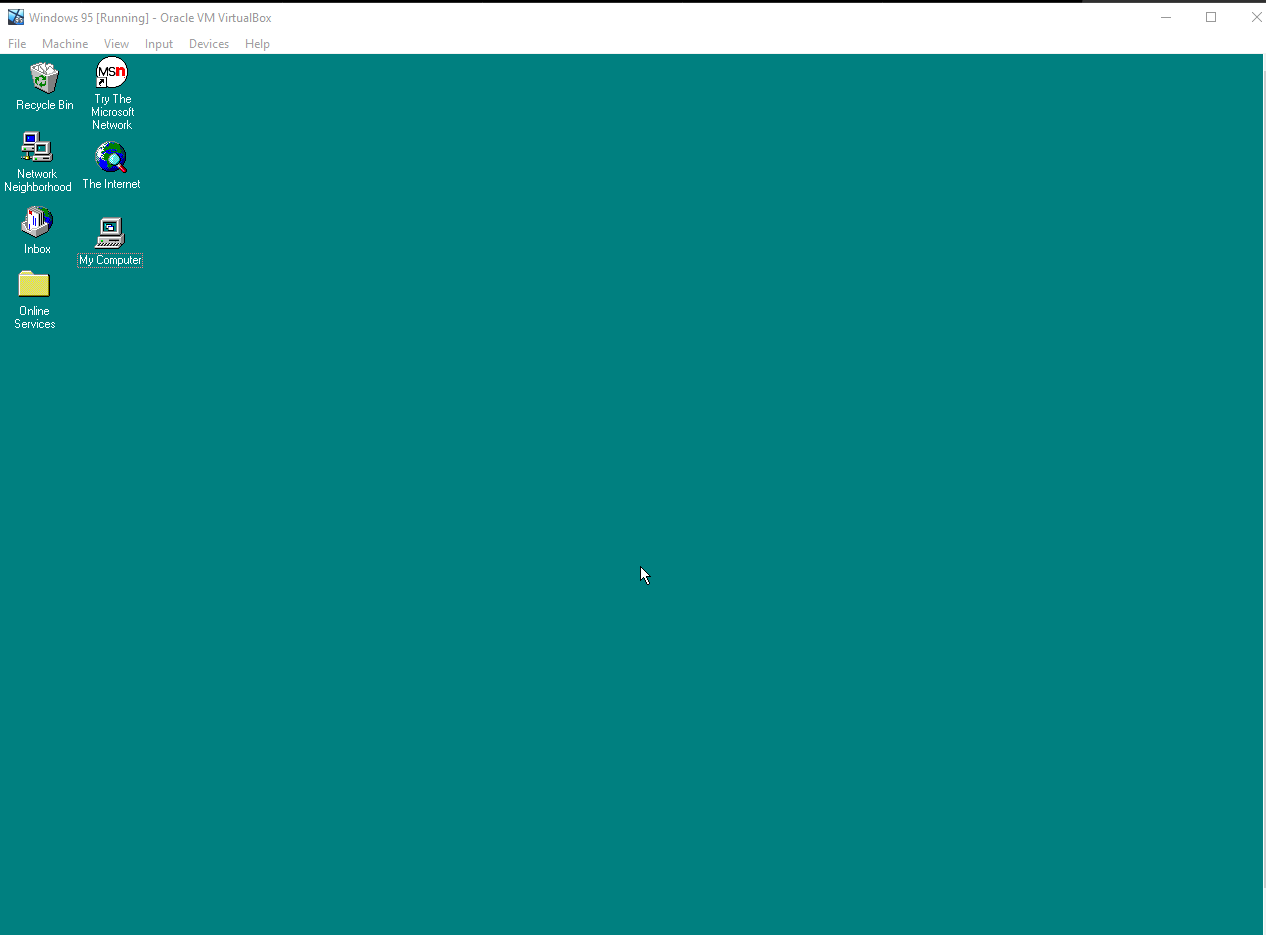 Windows 95 [Running] - Oracle VM VirtualBox
File Machine View Input Devices Help
Recycle Bin
MSn
Try The
Microsoft
Network
Network
Neighborhood
The Internet
Inbox
My Computer
Online
Services